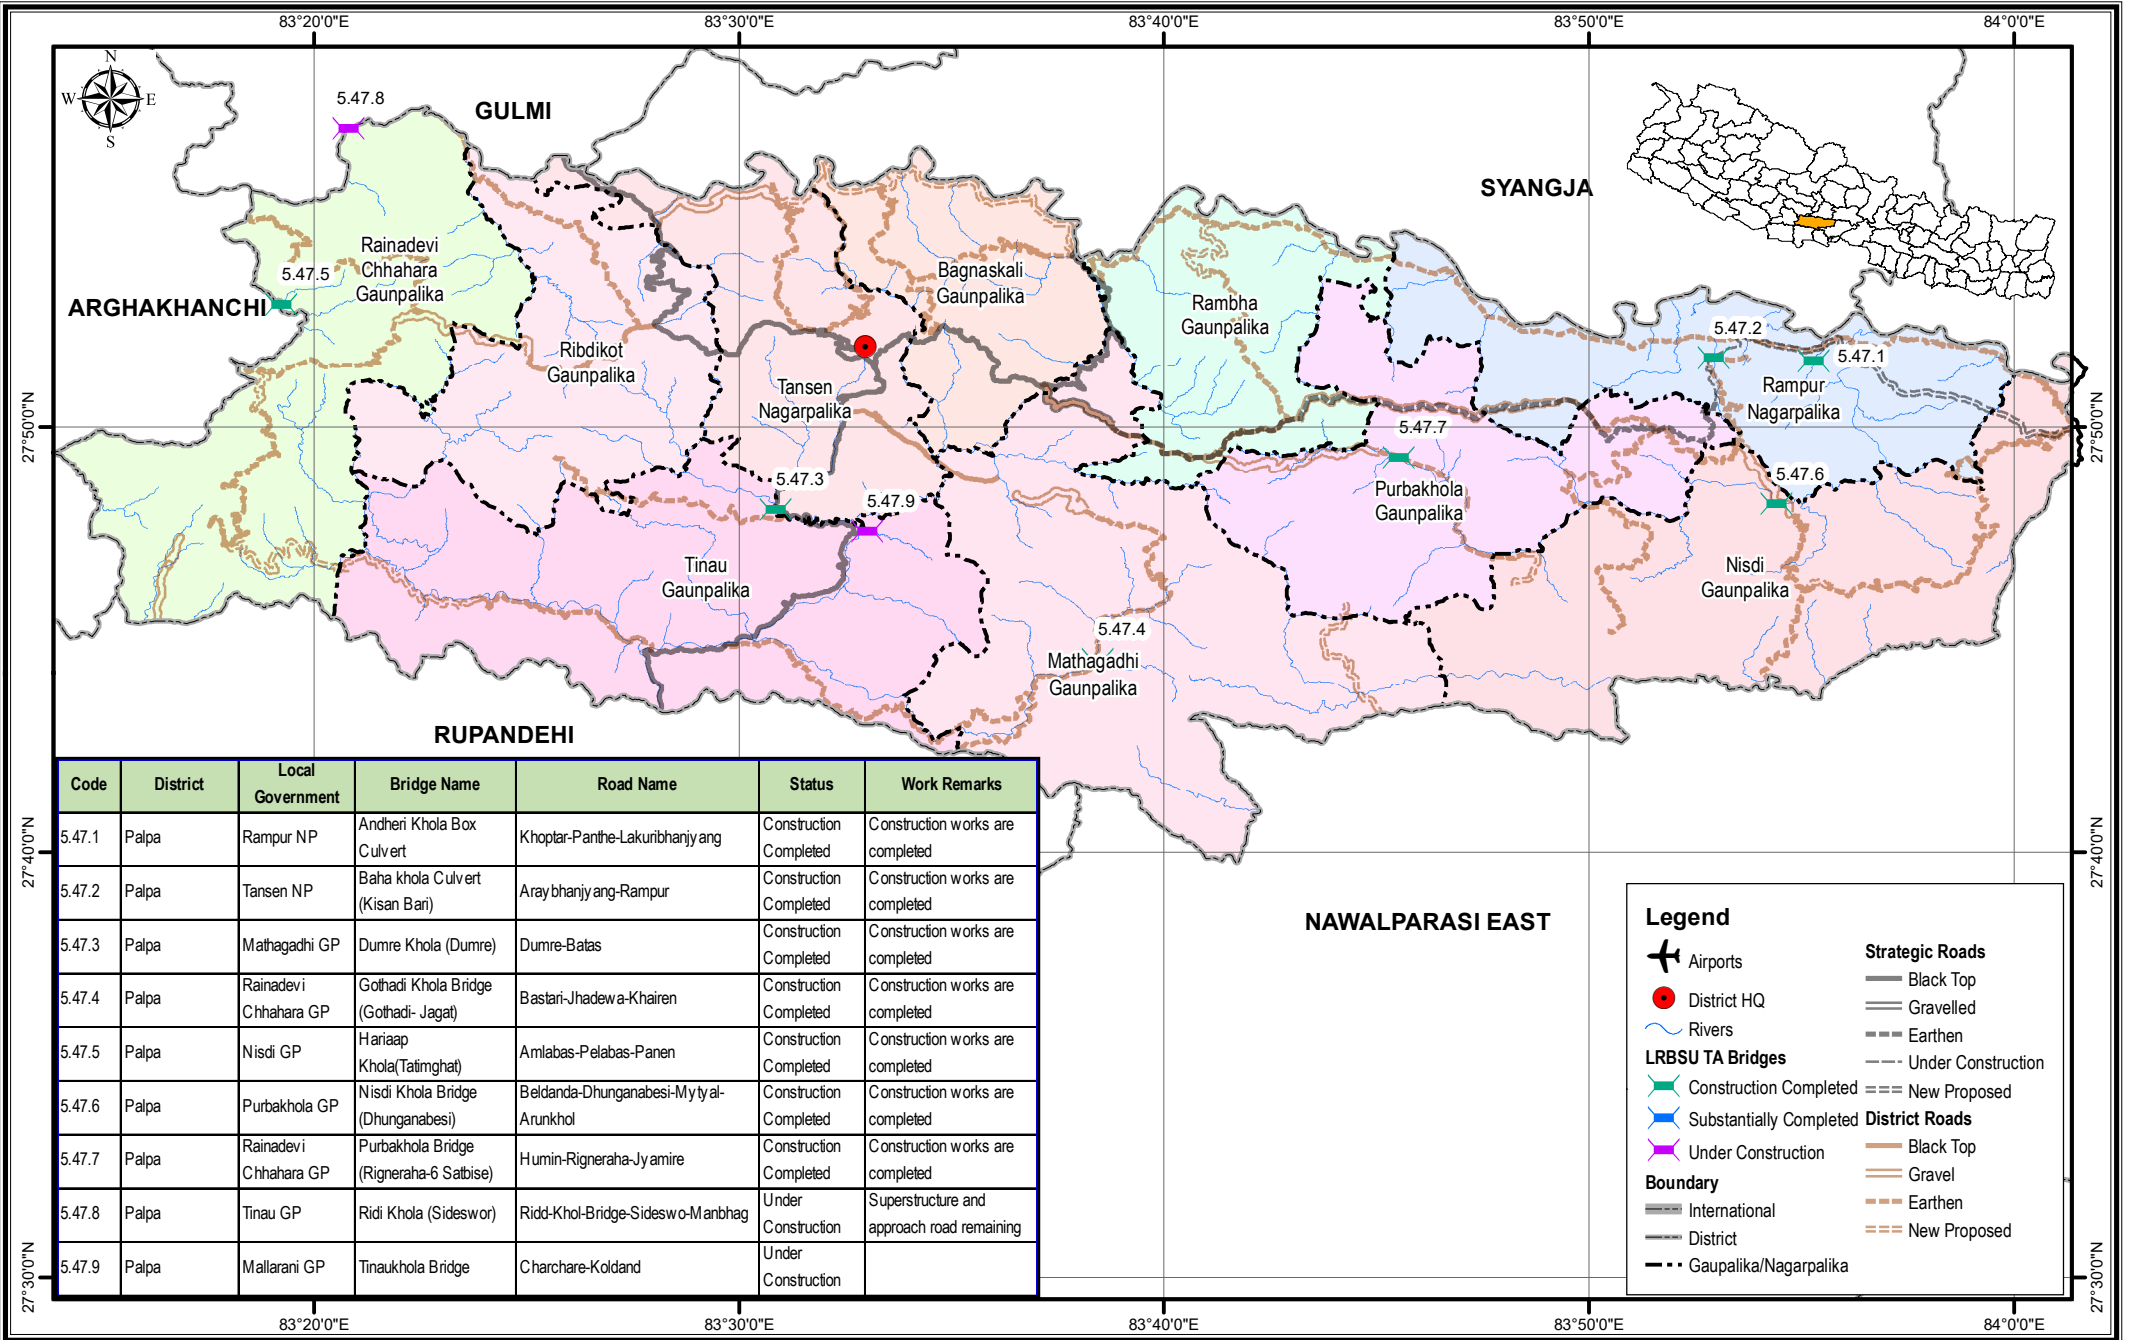 83°20'0"E
83°30'0"E
83°40'0"E
83°50'0"E
84°0'0"E
N
W
E
S
5.47.8
GULMI
SYANGJA
Rainadevi
Chhahara
Gaunpalika
5.47.5
ARGHAKHANCHI
Bagnaskali
Gaunpalika
Rambha
Gaunpalika
5.47.2
5.47.1
Ribdikot
Gaunpalika
Tansen
Nagarpalika
Rampur
Nagarpalika
27°50'0"N
27°50'0"N
5.47.7
5.47.3
5.47.9
5.47.6
Purbakhola
Gaunpalika
Tinau
Gaunpalika
Nisdi
Gaunpalika
5.47.4
Mathagadhi
Gaunpalika
RUPANDEHI
NAWALPARASI EAST
27°40'0"N
27°40'0"N
Code District Local Government Bridge Name Road Name Status Work Remarks
5.47.1 Palpa Rampur NP Andheri Khola Box Culvert Khoptar-Panthe-Lakuribhanjyang Construction Completed Construction works are completed
5.47.2 Palpa Tansen NP Baha khola Culvert (Kisan Bari) Araybhanjyang-Rampur Construction Completed Construction works are completed
5.47.3 Palpa Mathagadhi GP Dumre Khola (Dumre) Dumre-Batas Construction Completed Construction works are completed
5.47.4 Palpa Rainadevi Chhahara GP Gothadi Khola Bridge (Gothadi- Jagat) Bastari-Jhadewa-Khairen Construction Completed Construction works are completed
5.47.5 Palpa Nisdi GP Hariaap Khola(Tatimghat) Amlabas-Pelabas-Panen Construction Completed Construction works are completed
5.47.6 Palpa Purbakhola GP Nisdi Khola Bridge (Dhunganabesi) Beldanda-Dhunganabesi-Mytyal-Arunkhol Construction Completed Construction works are completed
5.47.7 Palpa Rainadevi Chhahara GP Purbakhola Bridge (Rigneraha-6 Satbise) Humin-Rigneraha-Jyamire Construction Completed Construction works are completed
5.47.8 Palpa Tinau GP Ridi Khola (Sideswor) Ridd-Khol-Bridge-Sideswo-Manbhag Under Construction Superstructure and approach road remaining
5.47.9 Palpa Mallarani GP Tinaukhola Bridge Charchare-Koldand Under Construction
Legend
Airports
District HQ
Rivers
LRBSU TA Bridges
Construction Completed
Substantially Completed
Under Construction
Boundary
International
District
Gaupalika/Nagarpalika
Strategic Roads
Black Top
Gravelled
Earthen
Under Construction
New Proposed
District Roads
Black Top
Gravel
Earthen
New Proposed
27°30'0"N
27°30'0"N
83°20'0"E
83°30'0"E
83°40'0"E
83°50'0"E
84°0'0"E